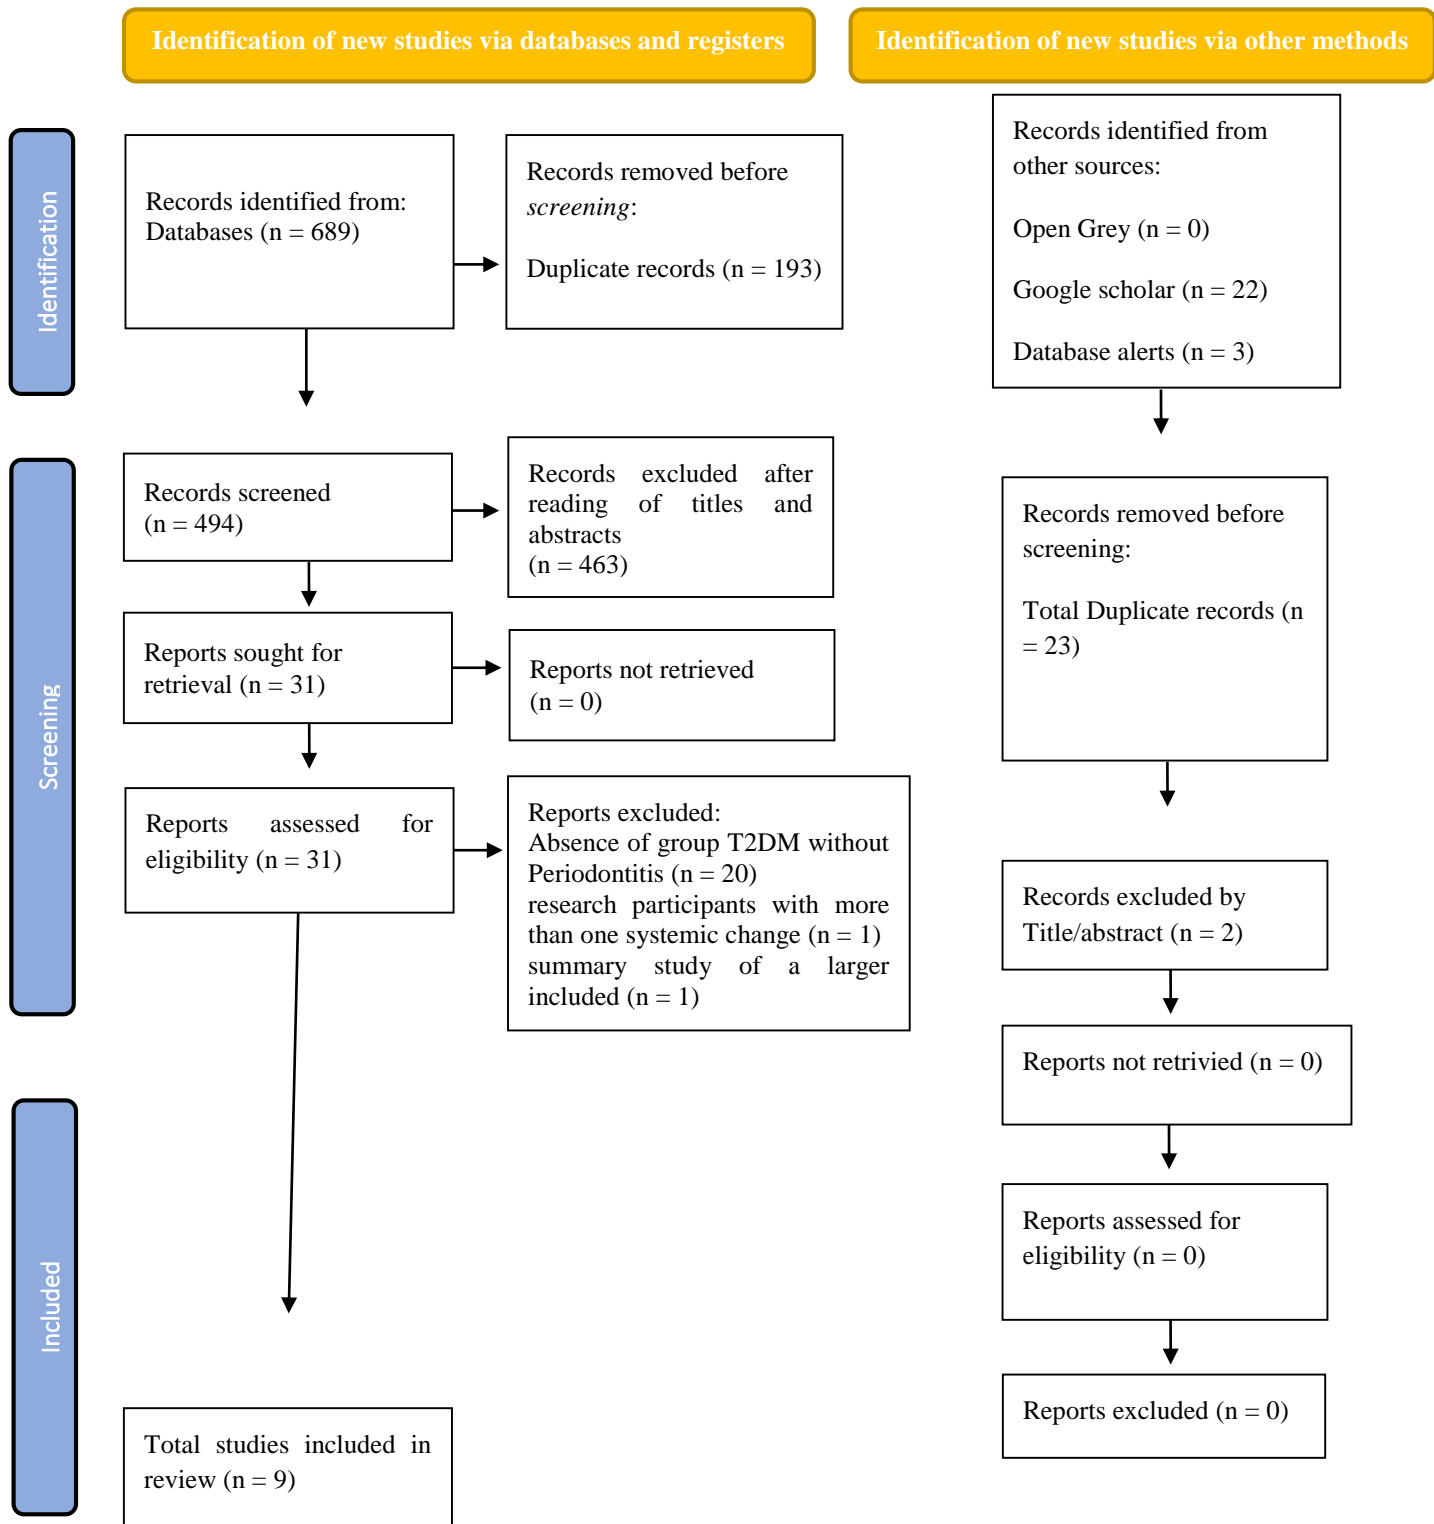 Identification of new studies via databases and registers
Identification of new studies via other methods
Identification
Records identified from:
Databases (n = 689)
Records removed before
screening:
Duplicate records (n = 193)
Records identified from
other sources:
Open Grey (n = 0)
Google scholar (n = 22)
Database alerts (n = 3)
Screening
Records screened
(n = 494)
Records excluded after
reading of titles and
abstracts
(n = 463)
Reports sought for
retrieval (n = 31)
Reports not retrieved
(n = 0)
Reports assessed for
eligibility (n = 31)
Reports excluded:
Absence of group T2DM without
Periodontitis (n = 20)
research participants with more
than one systemic change (n = 1)
summary study of a larger
included (n = 1)
Records removed before
screening:
Total Duplicate records (n
= 23)
Records excluded by
Title/abstract (n = 2)
Reports not retrivied (n = 0)
Reports assessed for
eligibility (n = 0)
Reports excluded (n = 0)
Included
Total studies included in
review (n = 9)